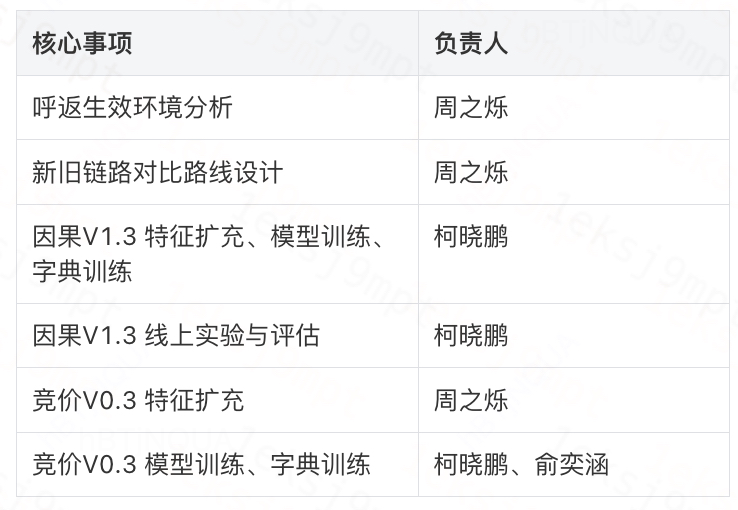 核心事项 负责人
呼返生效环境分析 周之烁
新旧链路对比路线设计 周之烁
因果V1.3 特征扩充、模型训练、 柯晓鹏
字典训练
因果V1.3 线上实验与评估 柯晓鹏
竞价V0.3 特征扩充 周之烁
竞价V0.3 模型训练、字典训练 柯晓鹏、俞奕涵